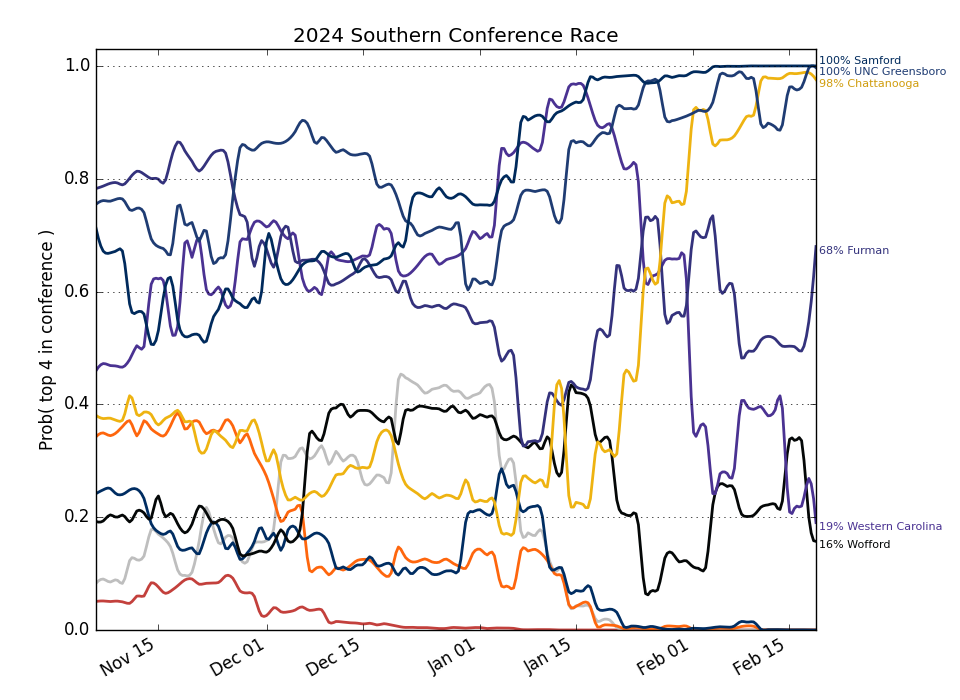 2024 Southern Conference Race
Prob( top 4 in conference )
1.0
0.8
0.6
0.4
0.2
0.0
Nov 15
Dec 01
Dec 15
Jan 01
Jan 15
Feb 01
Feb 15
100% Samford
100% UNC Greensboro
98% Chattanooga
68% Furman
19% Western Carolina
16% Wofford